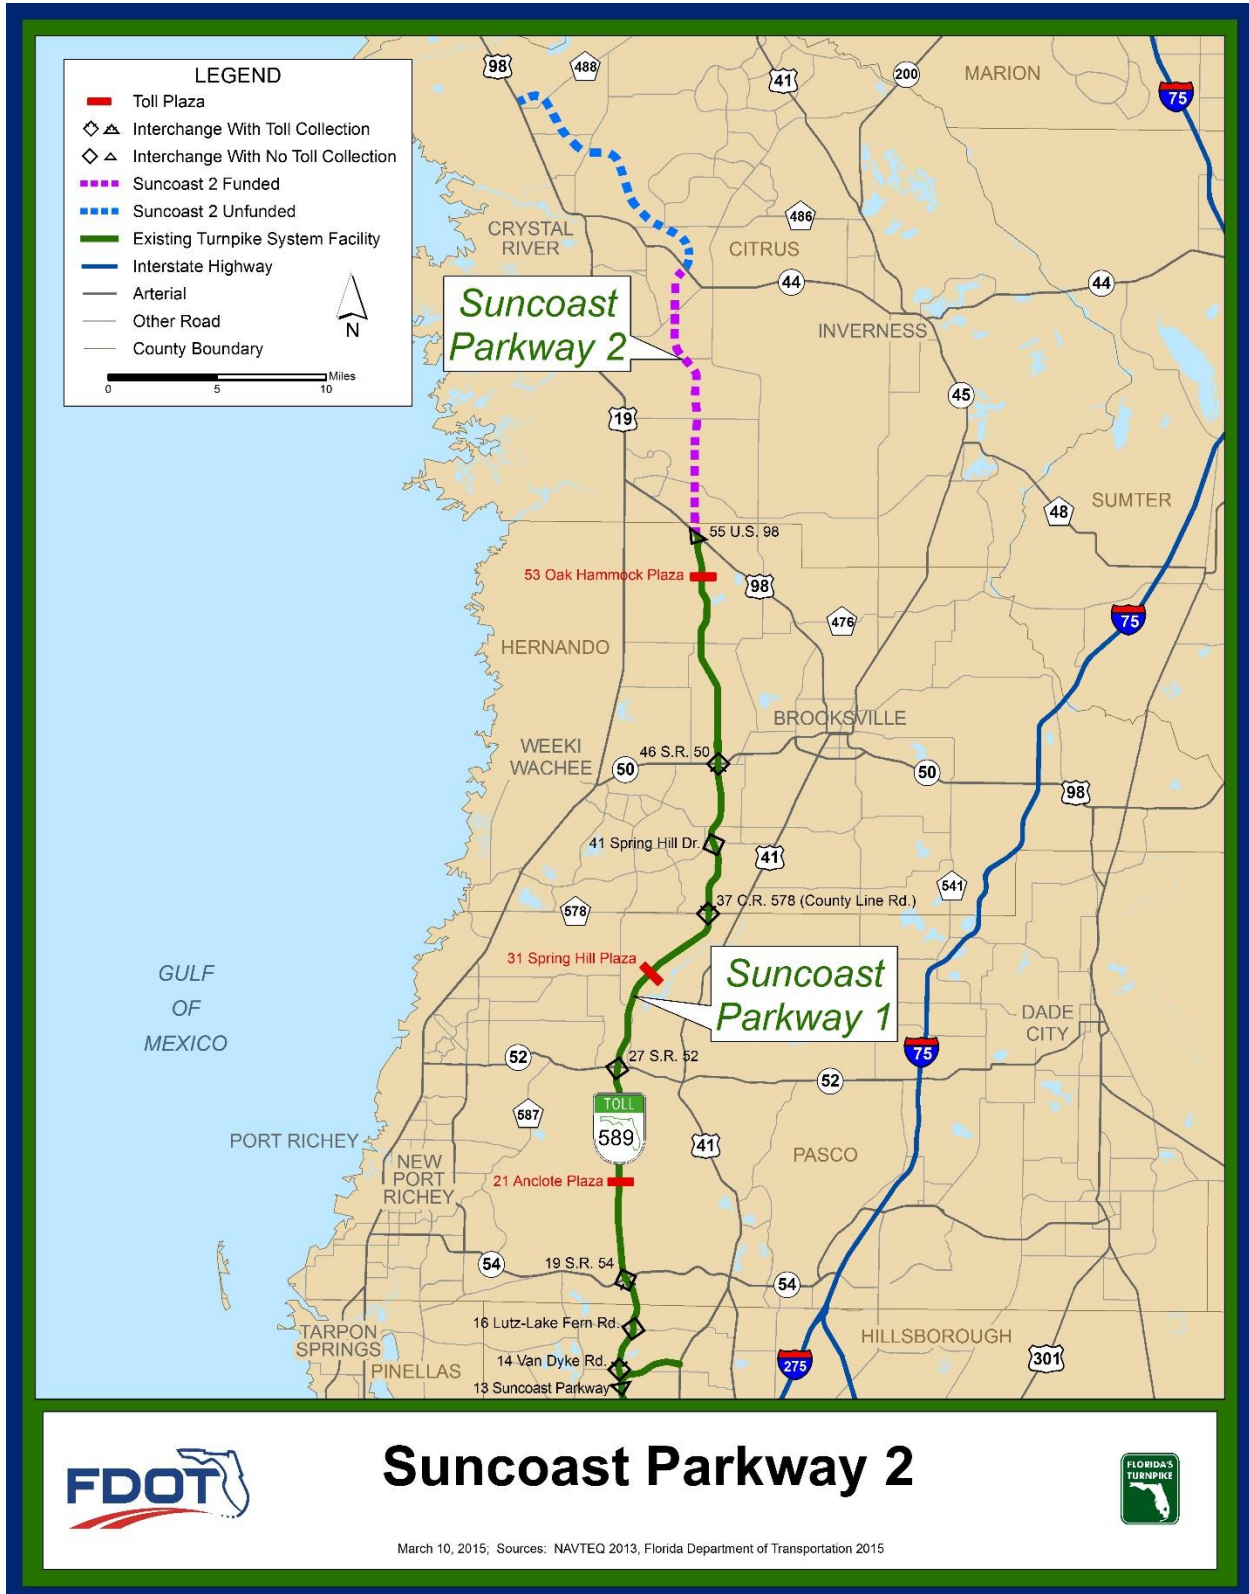 LEGEND
Toll Plaza
Interchange With Toll Collection
Interchange With No Toll Collection
Suncoast 2 Funded
Suncoast 2 Unfunded
Existing Turnpike System Facility
Interstate Highway
Arterial
Other Road
County Boundary
N
Miles
0 5 10
98
488
41
200
MARION
75
486
CRYSTAL
RIVER
CITRUS
44
44
Suncoast
Parkway 2
INVERNESS
45
19
SUMTER
48
55 U.S. 98
53 Oak Hammock Plaza
98
476
75
HERNANDO
BROOKSVILLE
WEEKI
WACHEE
46 S.R. 50
50
50
98
41 Spring Hill Dr.
41
541
37 C.R. 578 (County Line Rd.)
578
31 Spring Hill Plaza
Suncoast
Parkway 1
GULF
OF
MEXICO
DADE
CITY
75
27 S.R. 52
52
52
TOLL
589
587
PORT RICHEY
41
PASCO
NEW
PORT
RICHEY
21 Anclote Plaza
19 S.R. 54
54
54
16 Lutz-Lake Fern Rd.
TARPON
SPRINGS
HILLSBOROUGH
301
275
PINELLAS
14 Van Dyke Rd.
13 Suncoast Parkway
FDOT
Suncoast Parkway 2
FLORIDA'S
TURNPIKE
March 10, 2015; Sources: NAVTEQ 2013, Florida Department of Transportation 2015